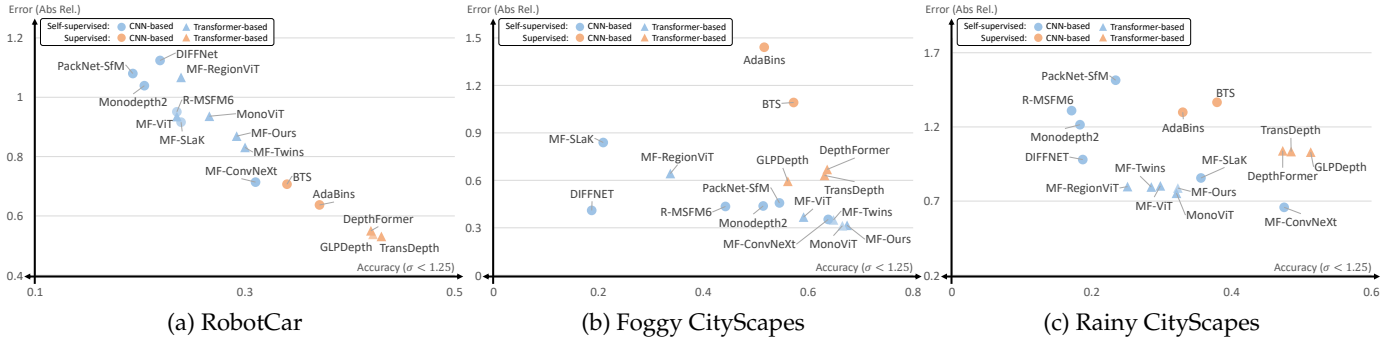 Error (Abs Rel.)
Self-supervised: CNN-based Transformer-based
Supervised: CNN-based Transformer-based
1.2
1
0.8
0.6
0.4
0.1
0.3
0.5
DIFFNet
PackNet-SfM
MF-RegionViT
Monodepth2
R-MSFM6
MonoViT
MF-ViT
MF-SLaK
MF-Ours
MF-Twins
MF-ConvNeXt
BTS
AdaBins
DepthFormer
GLPDepth
TransDepth
Accuracy (σ < 1.25)
(a) RobotCar
Error (Abs Rel.)
Self-supervised: CNN-based Transformer-based
Supervised: CNN-based Transformer-based
1.5
1.2
0.9
0.6
0.3
0
0
0.2
0.4
0.6
0.8
AdaBins
BTS
MF-SLaK
MF-RegionViT
GLPDepth
DepthFormer
TransDepth
DIFFNET
PackNet-SfM
R-MSFM6
Monodepth2
MF-ViT
MF-Twins
MF-ConvNeXt
MonoViT
MF-Ours
Accuracy (σ < 1.25)
(b) Foggy CityScapes
Error (Abs Rel.)
Self-supervised: CNN-based Transformer-based
Supervised: CNN-based Transformer-based
1.7
1.2
0.7
0.2
0
0.2
0.4
0.6
PackNet-SfM
R-MSFM6
BTS
Monodepth2
AdaBins
DIFFNET
TransDepth
MF-Twins
MF-SLaK
GLPDepth
DepthFormer
MF-RegionViT
MF-Ours
MF-ViT
MonoViT
MF-ConvNeXt
Accuracy (σ < 1.25)
(c) Rainy CityScapes